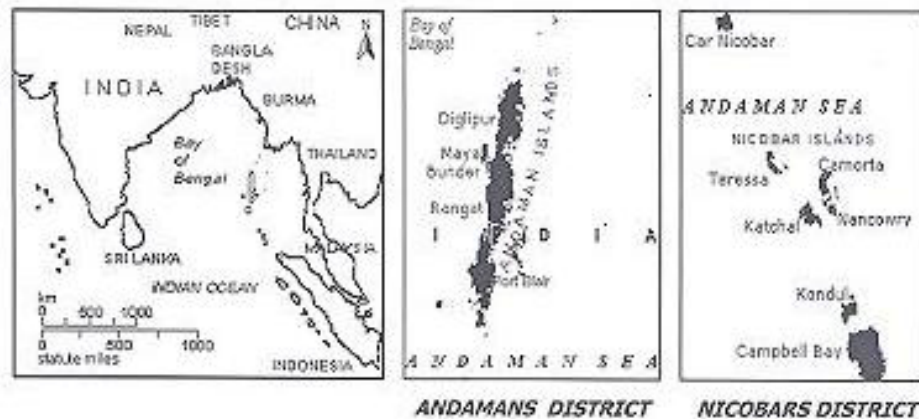 NEPAL
TIBET
CHINA
N
BANGLA
DESH
INDIA
BURMA
Bay
of
Bengal
THAILAND
MALAYSIA
SRI LANKA
INDIAN OCEAN
km
0 500 1000
0 500 1000
statute miles
INDONESIA
Bay of
Bengal
Diglipur
Maya
Bunder
Rangat
ANDAMAN ISLANDS
I D I A
Port Blair
ANDAMAN SEA
ANDAMANS DISTRICT
Car Nicobar
ANDAMAN SEA
NICOBAR ISLANDS
Camorta
Teressa
Katchal
Nancowry
Kondul
Campbell Bay
NICOBARS DISTRICT